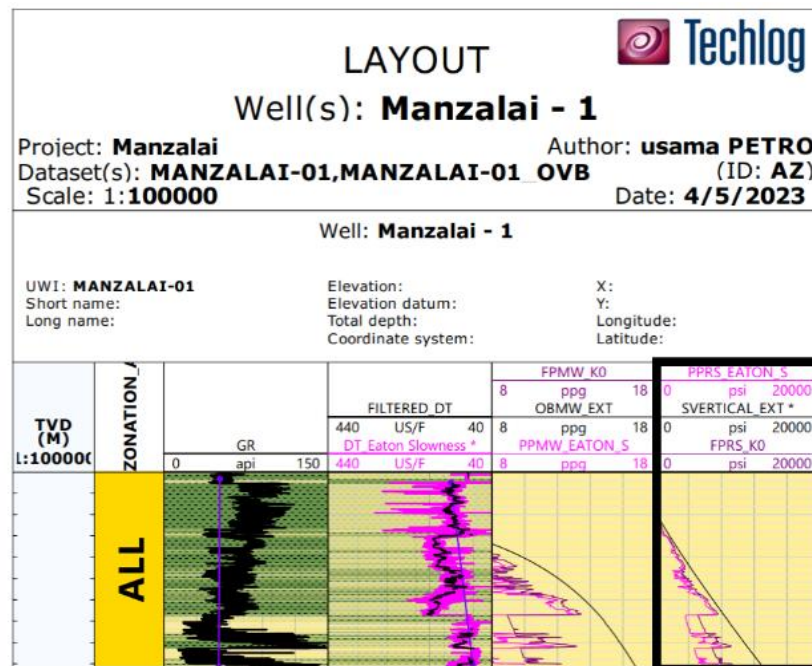 Techlog
LAYOUT
Well(s): Manzalai - 1
Project: Manzalai Author: usama PETRO
Dataset(s): MANZALAI-01,MANZALAI-01_OVB (ID: AZ)
Scale: 1:100000 Date: 4/5/2023
Well: Manzalai - 1
UWI: MANZALAI-01 Elevation: X:
Short name: Elevation datum: Y:
Long name: Total depth: Longitude:
Coordinate system: Latitude:
FPMW_K0 PPRS_EATON_S
8 ppg 18 0 psi 20000
FILTERED_DT OBMW_EXT SVERTICAL_EXT *
440 US/F 40 8 ppg 18 0 psi 20000
GR DT_Eaton Slowness * PPMW_EATON_S FPRS_K0
0 api 150 440 US/F 40 8 ppg 18 0 psi 20000
TVD
(M)
ZONATION_
ALL